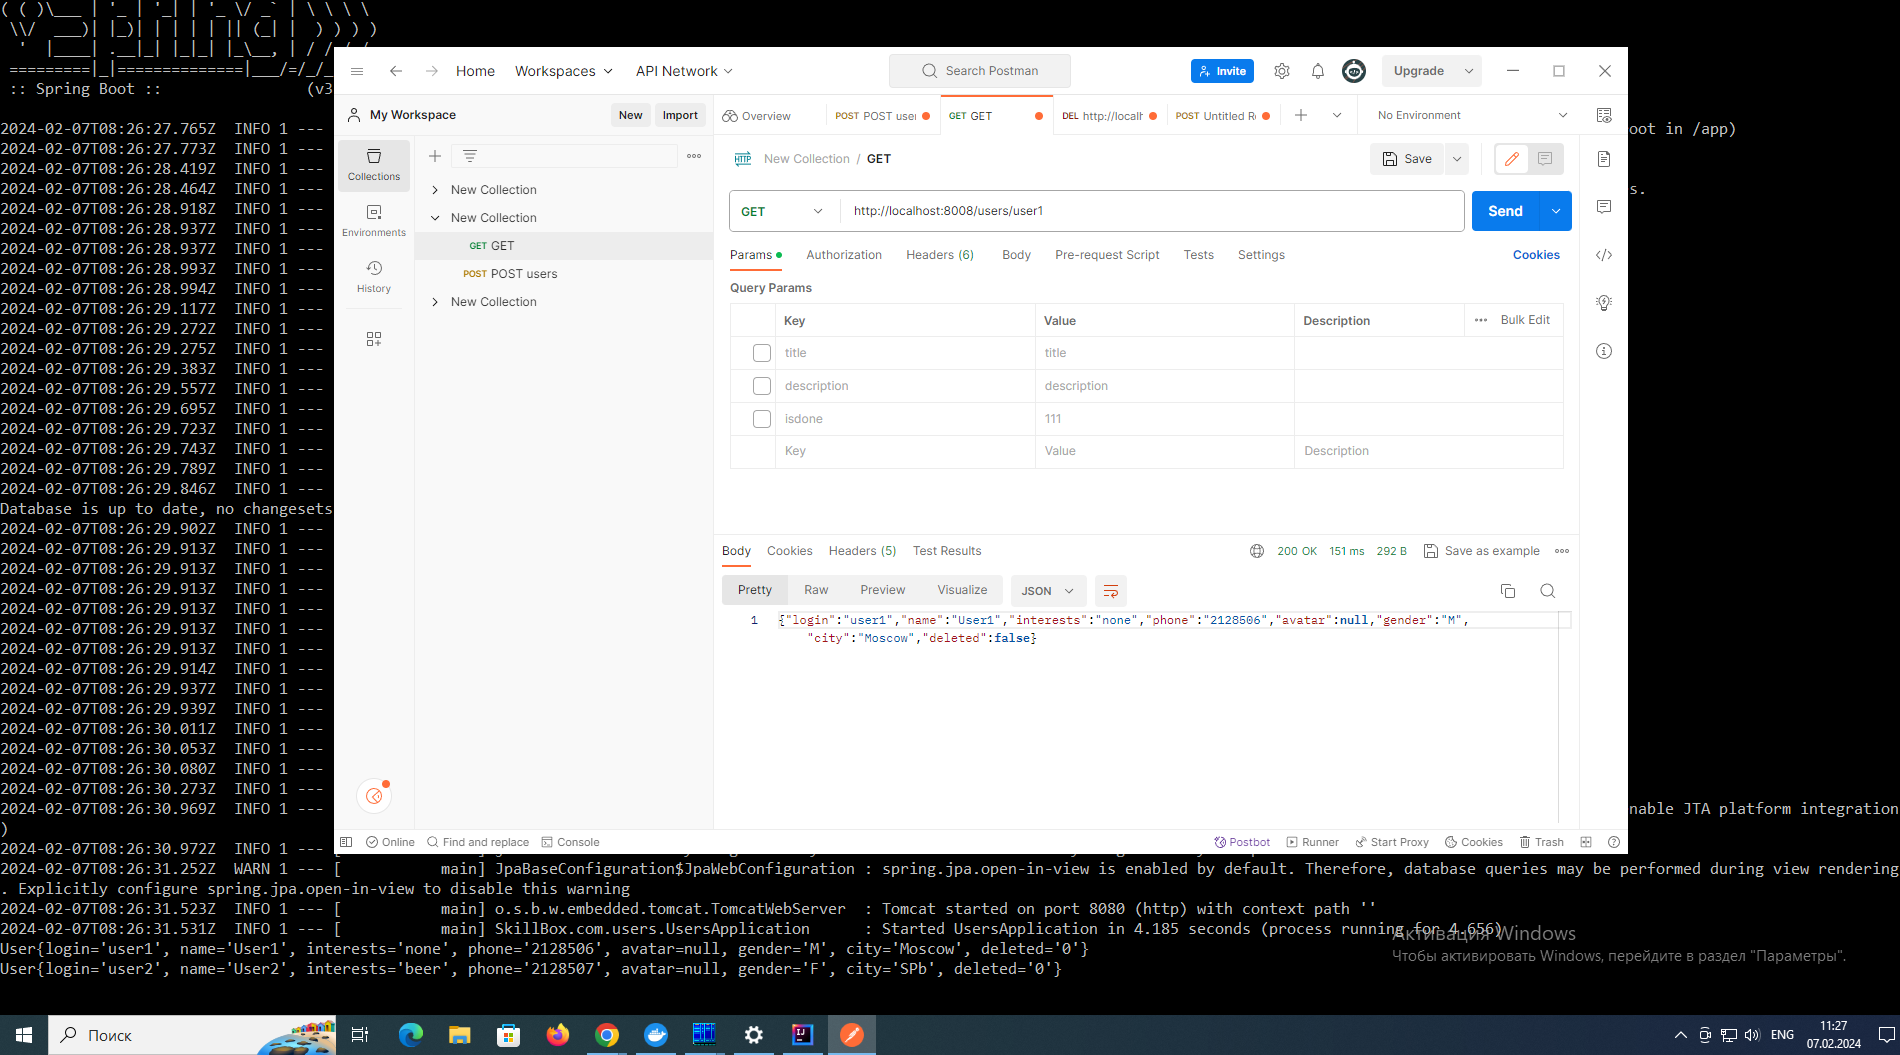 :: Spring Boot ::                (v3
2024-02-07T08:26:27.765Z  INFO 1 ---
oot in /app)
2024-02-07T08:26:27.773Z  INFO 1 ---
2024-02-07T08:26:28.419Z  INFO 1 ---
2024-02-07T08:26:28.464Z  INFO 1 ---
s.
2024-02-07T08:26:28.918Z  INFO 1 ---
2024-02-07T08:26:28.937Z  INFO 1 ---
2024-02-07T08:26:28.937Z  INFO 1 ---
2024-02-07T08:26:28.993Z  INFO 1 ---
2024-02-07T08:26:28.994Z  INFO 1 ---
2024-02-07T08:26:29.117Z  INFO 1 ---
2024-02-07T08:26:29.272Z  INFO 1 ---
2024-02-07T08:26:29.275Z  INFO 1 ---
2024-02-07T08:26:29.383Z  INFO 1 ---
2024-02-07T08:26:29.557Z  INFO 1 ---
2024-02-07T08:26:29.695Z  INFO 1 ---
2024-02-07T08:26:29.723Z  INFO 1 ---
2024-02-07T08:26:29.743Z  INFO 1 ---
2024-02-07T08:26:29.789Z  INFO 1 ---
2024-02-07T08:26:29.846Z  INFO 1 ---
Database is up to date, no changesets
2024-02-07T08:26:29.902Z  INFO 1 ---
2024-02-07T08:26:29.913Z  INFO 1 ---
2024-02-07T08:26:29.913Z  INFO 1 ---
2024-02-07T08:26:29.913Z  INFO 1 ---
2024-02-07T08:26:29.913Z  INFO 1 ---
2024-02-07T08:26:29.913Z  INFO 1 ---
2024-02-07T08:26:29.913Z  INFO 1 ---
2024-02-07T08:26:29.914Z  INFO 1 ---
2024-02-07T08:26:29.937Z  INFO 1 ---
2024-02-07T08:26:29.939Z  INFO 1 ---
2024-02-07T08:26:30.011Z  INFO 1 ---
2024-02-07T08:26:30.053Z  INFO 1 ---
2024-02-07T08:26:30.080Z  INFO 1 ---
2024-02-07T08:26:30.273Z  INFO 1 ---
2024-02-07T08:26:30.969Z  INFO 1 ---
nable JTA platform integration
)
2024-02-07T08:26:30.972Z  INFO 1 --- [
2024-02-07T08:26:31.252Z  WARN 1 --- [           main] JpaBaseConfiguration$JpaWebConfiguration : spring.jpa.open-in-view is enabled by default. Therefore, database queries may be performed during view rendering
. Explicitly configure spring.jpa.open-in-view to disable this warning
2024-02-07T08:26:31.523Z  INFO 1 --- [           main] o.s.b.w.embedded.tomcat.TomcatWebServer  : Tomcat started on port 8080 (http) with context path ''
2024-02-07T08:26:31.531Z  INFO 1 --- [           main] SkillBox.com.users.UsersApplication      : Started UsersApplication in 4.185 seconds (process running for 4.656)
User{login='user1', name='User1', interests='none', phone='2128506', avatar=null, gender='M', city='Moscow', deleted='0'}
User{login='user2', name='User2', interests='beer', phone='2128507', avatar=null, gender='F', city='SPb', deleted='0'}
Home Workspaces API Network Search Postman Invite Upgrade
My Workspace New Import
Overview POST POST user GET GET DEL http://localh POST Untitled Re No Environment
Collections
Environments
History
New Collection
New Collection
GET GET
POST POST users
New Collection
HTTP New Collection / GET Save
GET http://localhost:8008/users/user1 Send
Params Authorization Headers (6) Body Pre-request Script Tests Settings Cookies
Query Params
Key Value Description Bulk Edit
title title
description description
isdone 111
Key Value Description
Body Cookies Headers (5) Test Results 200 OK 151 ms 292 B Save as example
Pretty Raw Preview Visualize JSON
1 {"login":"user1","name":"User1","interests":"none","phone":"2128506","avatar":null,"gender":"M",
"city":"Moscow","deleted":false}
Online Find and replace Console Postbot Runner Start Proxy Cookies Trash
Активация Windows
Чтобы активировать Windows, перейдите в раздел "Параметры".
Поиск
ENG
11:27
07.02.2024